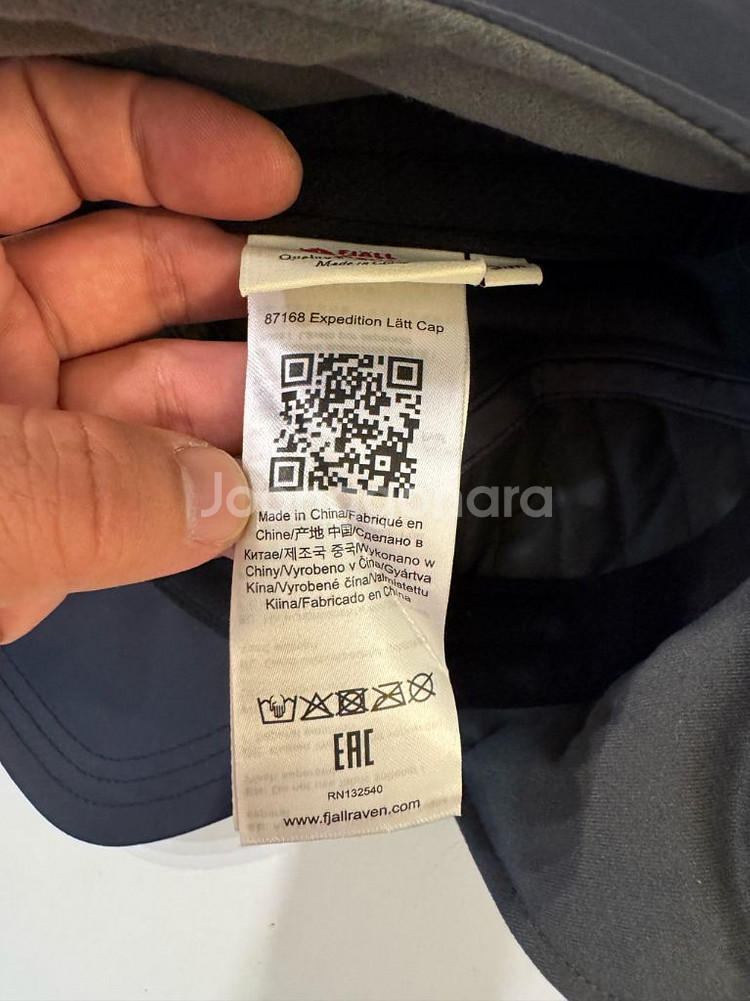 FJÄLL
Made in
87168 Expedition Lätt Cap
Made in China/Fabriqué en
Chine/产地 中国/Сделано в
Китае/제조국 중국/Wykonano w
Chiny/Vyrobeno v Číně/Gyártva
Kína/Vyrobené čína/Valmistettu
Kiina/Fabricado en China
EAC
RN132540
www.fjallraven.com